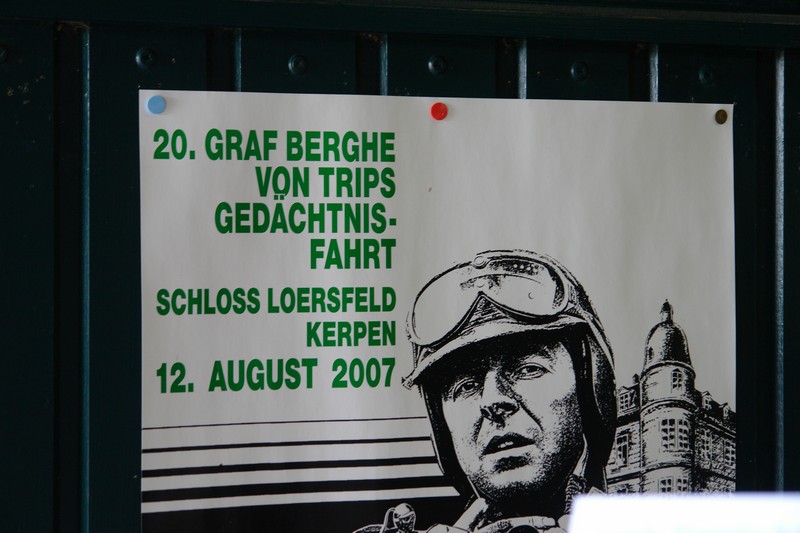 20. GRAF BERGHE
VON TRIPS
GEDÄCHTNIS-
FAHRT
SCHLOSS LOERSFELD
KERPEN
12. AUGUST 2007